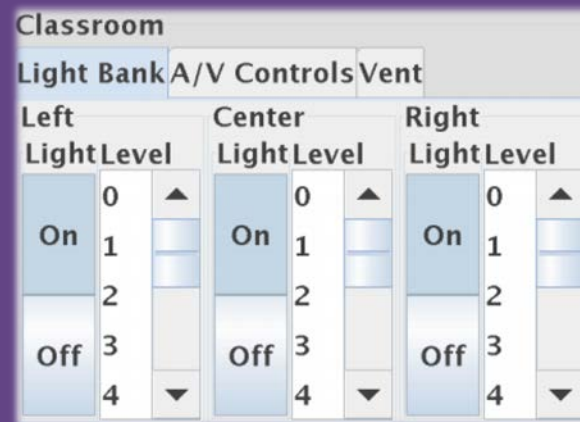 Classroom
Light Bank A/V Controls Vent
Left Center Right
Light Level Light Level Light Level
On 0 On 0 On 0
1 1 1
2 2 2
Off 3 Off 3 Off 3
4 4 4